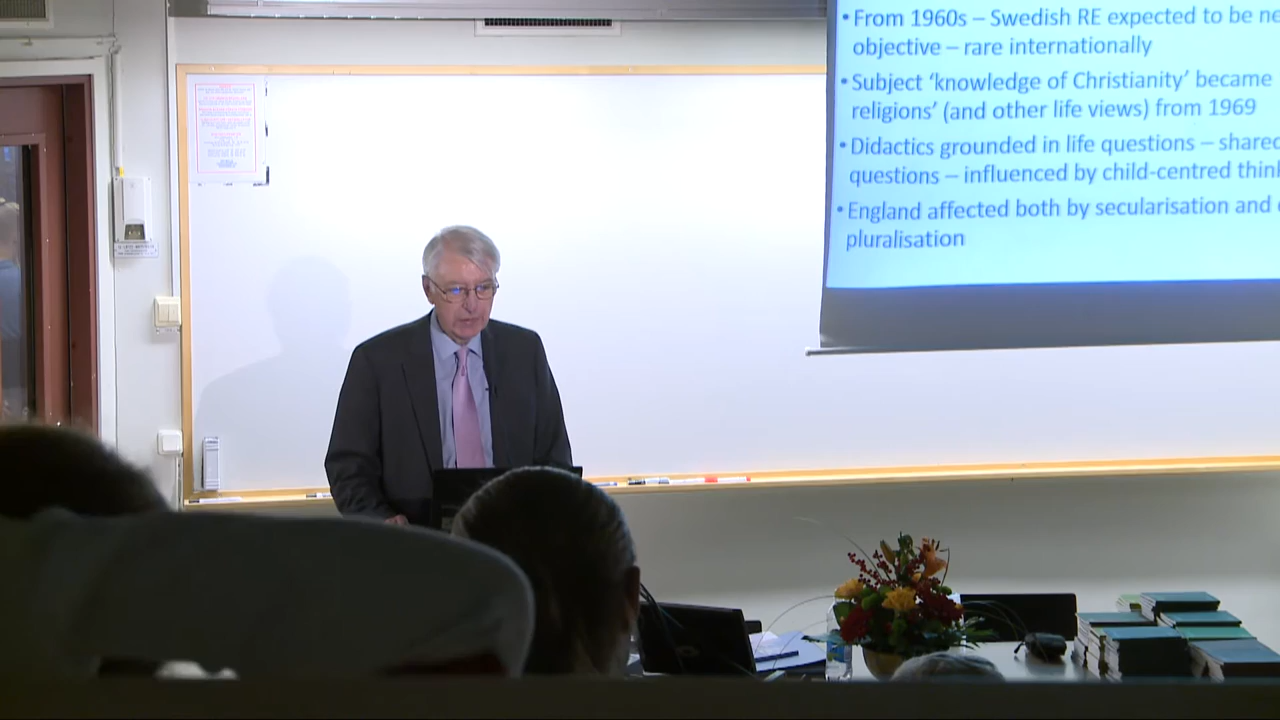 • From 1960s – Swedish RE expected to be ne
objective – rare internationally
• Subject ‘knowledge of Christianity’ became
religions’ (and other life views) from 1969
• Didactics grounded in life questions – shared
questions – influenced by child-centred think
• England affected both by secularisation and
pluralisation